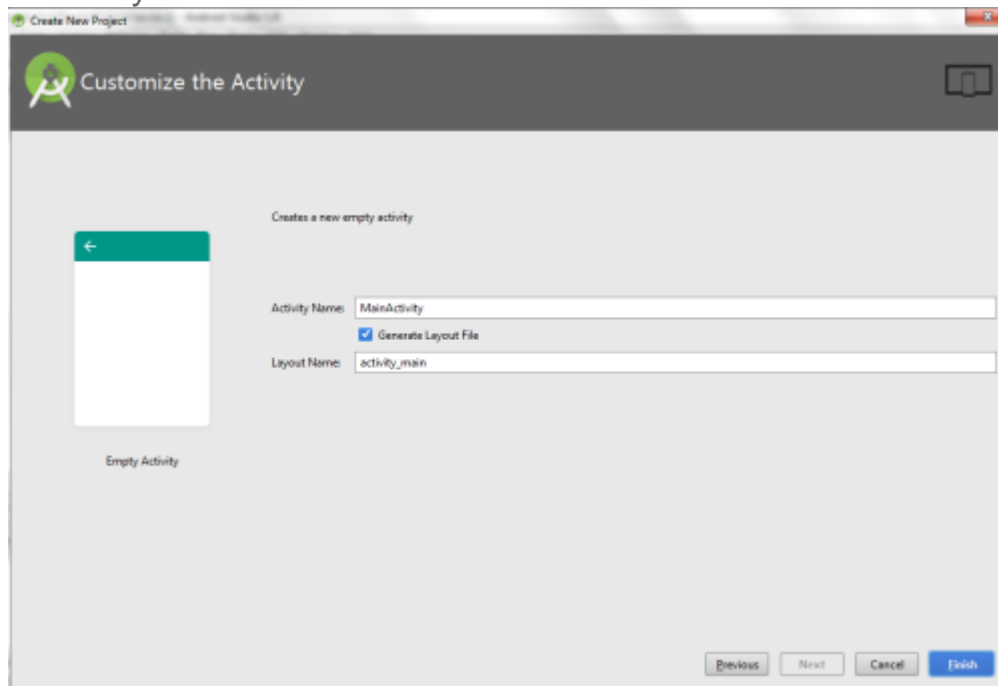 Create New Project
Customize the Activity
Creates a new empty activity
Activity Name: MainActivity
Generate Layout File
Layout Name: activity_main
Empty Activity
Previous Next Cancel Finish